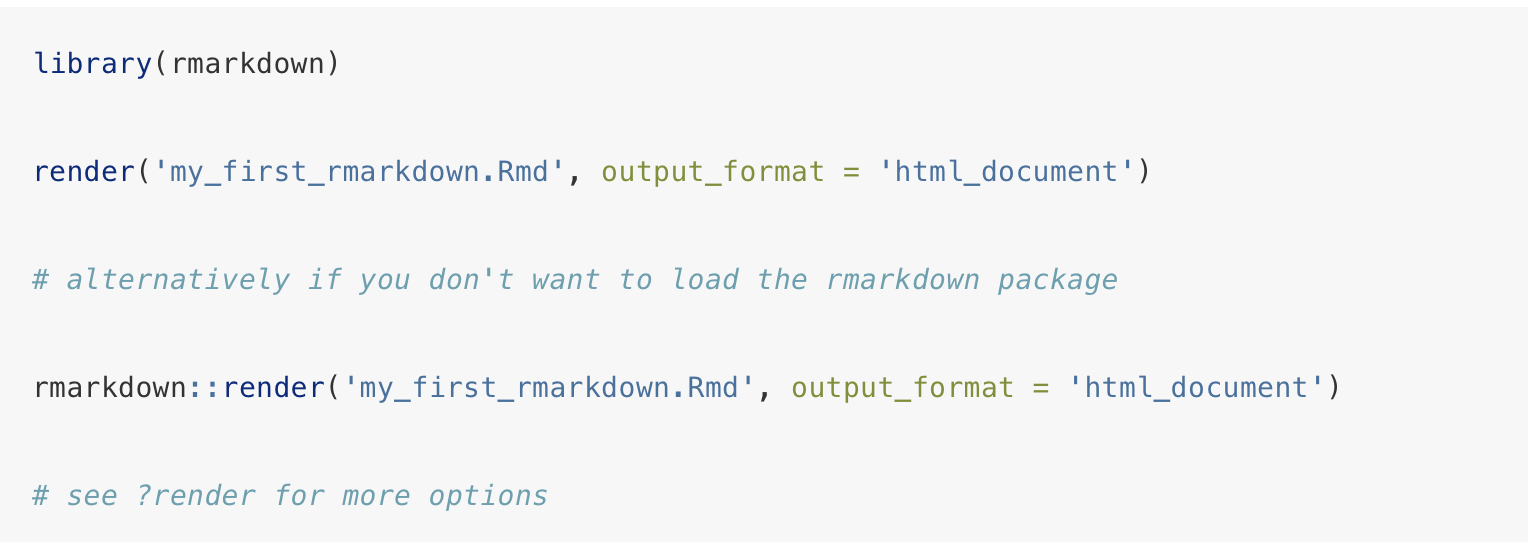 library(rmarkdown)
render('my_first_rmarkdown.Rmd', output_format = 'html_document')
# alternatively if you don't want to load the rmarkdown package
rmarkdown::render('my_first_rmarkdown.Rmd', output_format = 'html_document')
# see ?render for more options